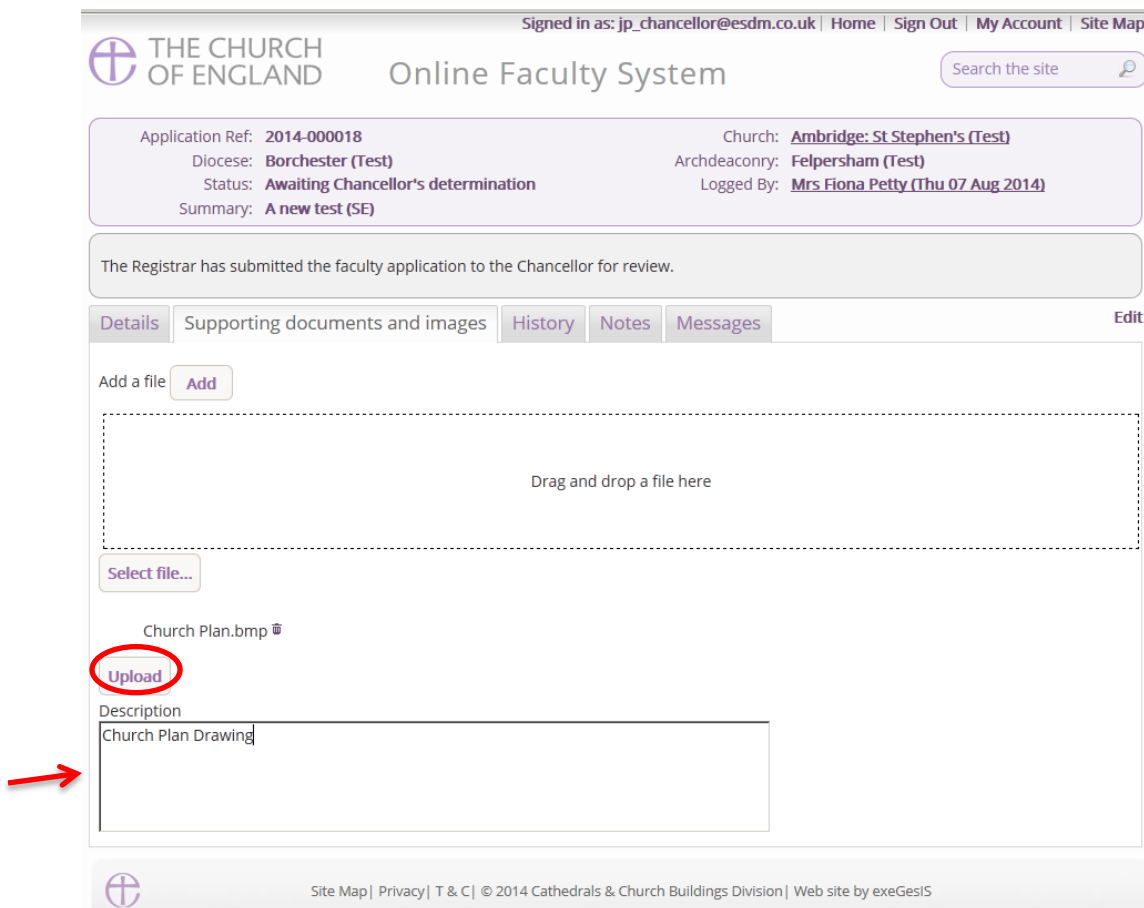 Signed in as: jp_chancellor@esdm.co.uk | Home | Sign Out | My Account | Site Map
THE CHURCH
OF ENGLAND
Online Faculty System
Search the site
Application Ref: 2014-000018
Church: Ambridge: St Stephen's (Test)
Diocese: Borchester (Test)
Archdeaconry: Felpersham (Test)
Status: Awaiting Chancellor's determination
Logged By: Mrs Fiona Petty (Thu 07 Aug 2014)
Summary: A new test (SE)
The Registrar has submitted the faculty application to the Chancellor for review.
Details Supporting documents and images History Notes Messages Edit
Add a file Add
Drag and drop a file here
Select file...
Church Plan.bmp
Upload
Description
Church Plan Drawing
Site Map| Privacy| T & C| © 2014 Cathedrals & Church Buildings Division| Web site by exeGesIS